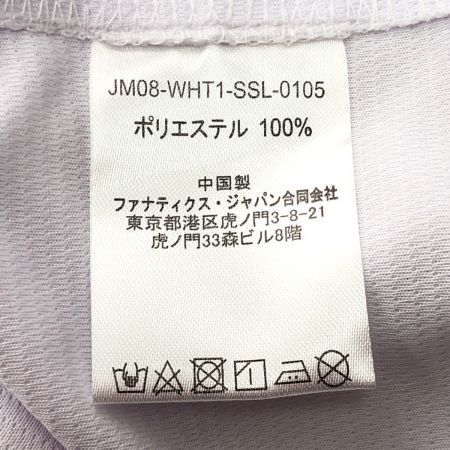 JM08-WHT1-SSL-0105
ポリエステル 100%
中国製
ファナティクス・ジャパン合同会社
東京都港区虎ノ門3-8-21
虎ノ門33森ビル8階